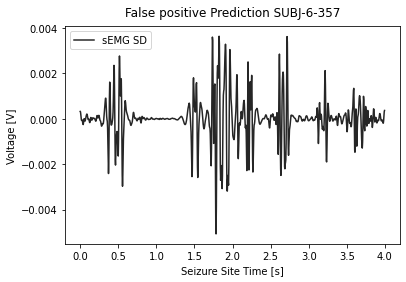 False positive Prediction SUBJ-6-357
sEMG SD
Voltage [V]
0.004
0.002
0.000
−0.002
−0.004
0.0 0.5 1.0 1.5 2.0 2.5 3.0 3.5 4.0
Seizure Site Time [s]